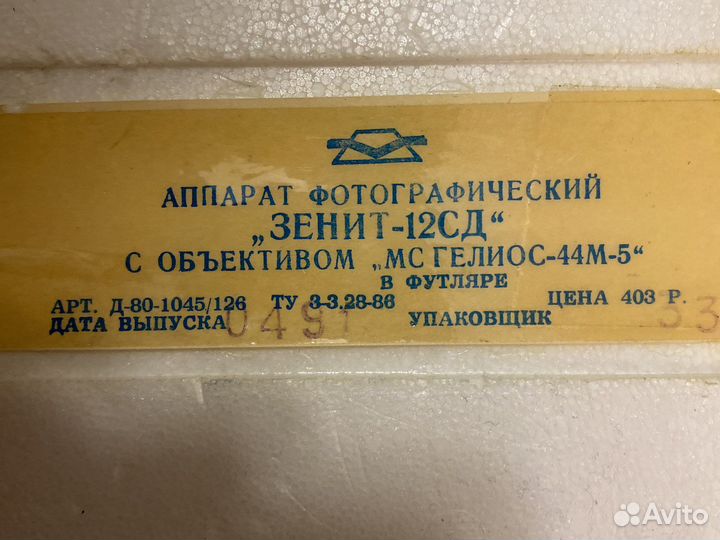 АППАРАТ ФОТОГРАФИЧЕСКИЙ
„ЗЕНИТ-12СД“
С ОБЪЕКТИВОМ „МС ГЕЛИОС-44М-5“
В ФУТЛЯРЕ
АРТ. Д-80-1045/126 ТУ 3-3.28-86 ЦЕНА 403 Р.
ДАТА ВЫПУСКА 0491 УПАКОВЩИК 33
Avito